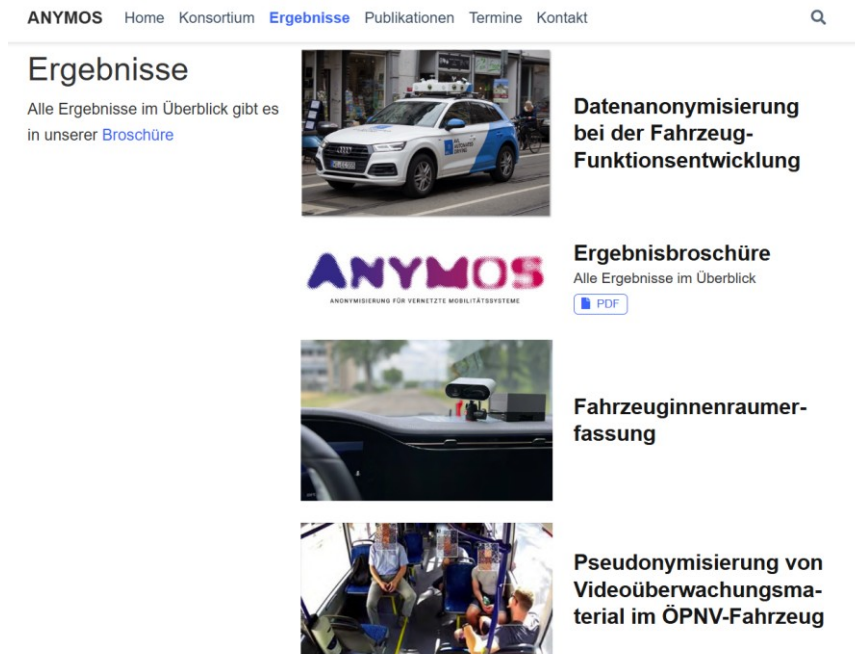 ANYMOS Home Konsortium Ergebnisse Publikationen Termine Kontakt
Ergebnisse
Alle Ergebnisse im Überblick gibt es
in unserer Broschüre
Datenanonymisierung
bei der Fahrzeug-
Funktionsentwicklung
ANYMOS
ANONYMISIERUNG FÜR VERNETZTE MOBILITÄTSSYSTEME
Ergebnisbroschüre
Alle Ergebnisse im Überblick
PDF
Fahrzeuginnenraumer-
fassung
Pseudonymisierung von
Videoüberwachungsma-
terial im ÖPNV-Fahrzeug